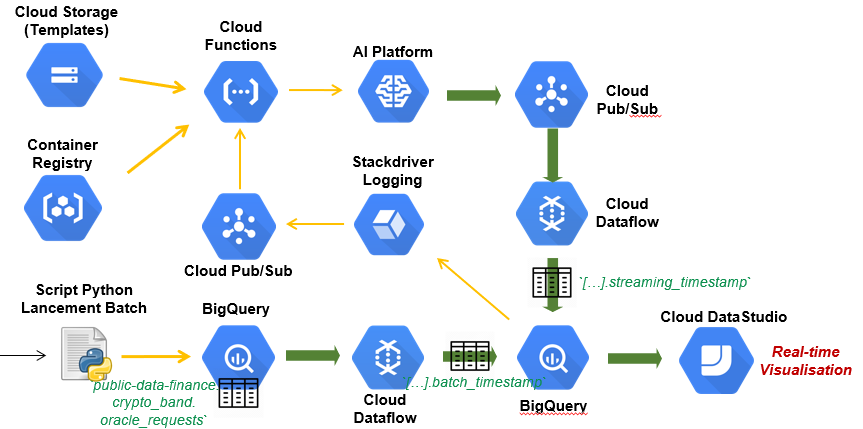 Cloud Storage
(Templates)
Cloud
Functions
AI Platform
Cloud
Pub/Sub
Container
Registry
Stackdriver
Logging
Cloud
Dataflow
Cloud Pub/Sub
`[…].streaming_timestamp`
Script Python
Lancement Batch
BigQuery
Cloud DataStudio
Real-time
Visualisation
public-data-finance.
crypto_band.
oracle_requests`
`[…].batch_timestamp`
Cloud
Dataflow
BigQuery